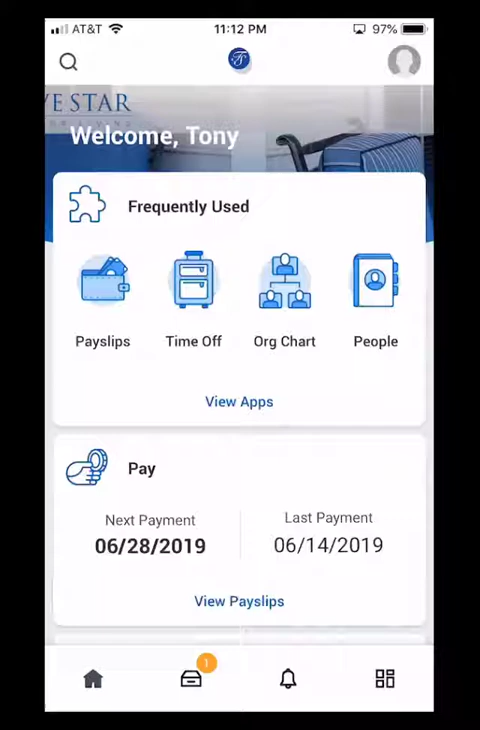 AT&T 11:12 PM 97%
VE STAR
Welcome, Tony
Frequently Used
Payslips Time Off Org Chart People
View Apps
Pay
Next Payment Last Payment
06/28/2019 06/14/2019
View Payslips
1